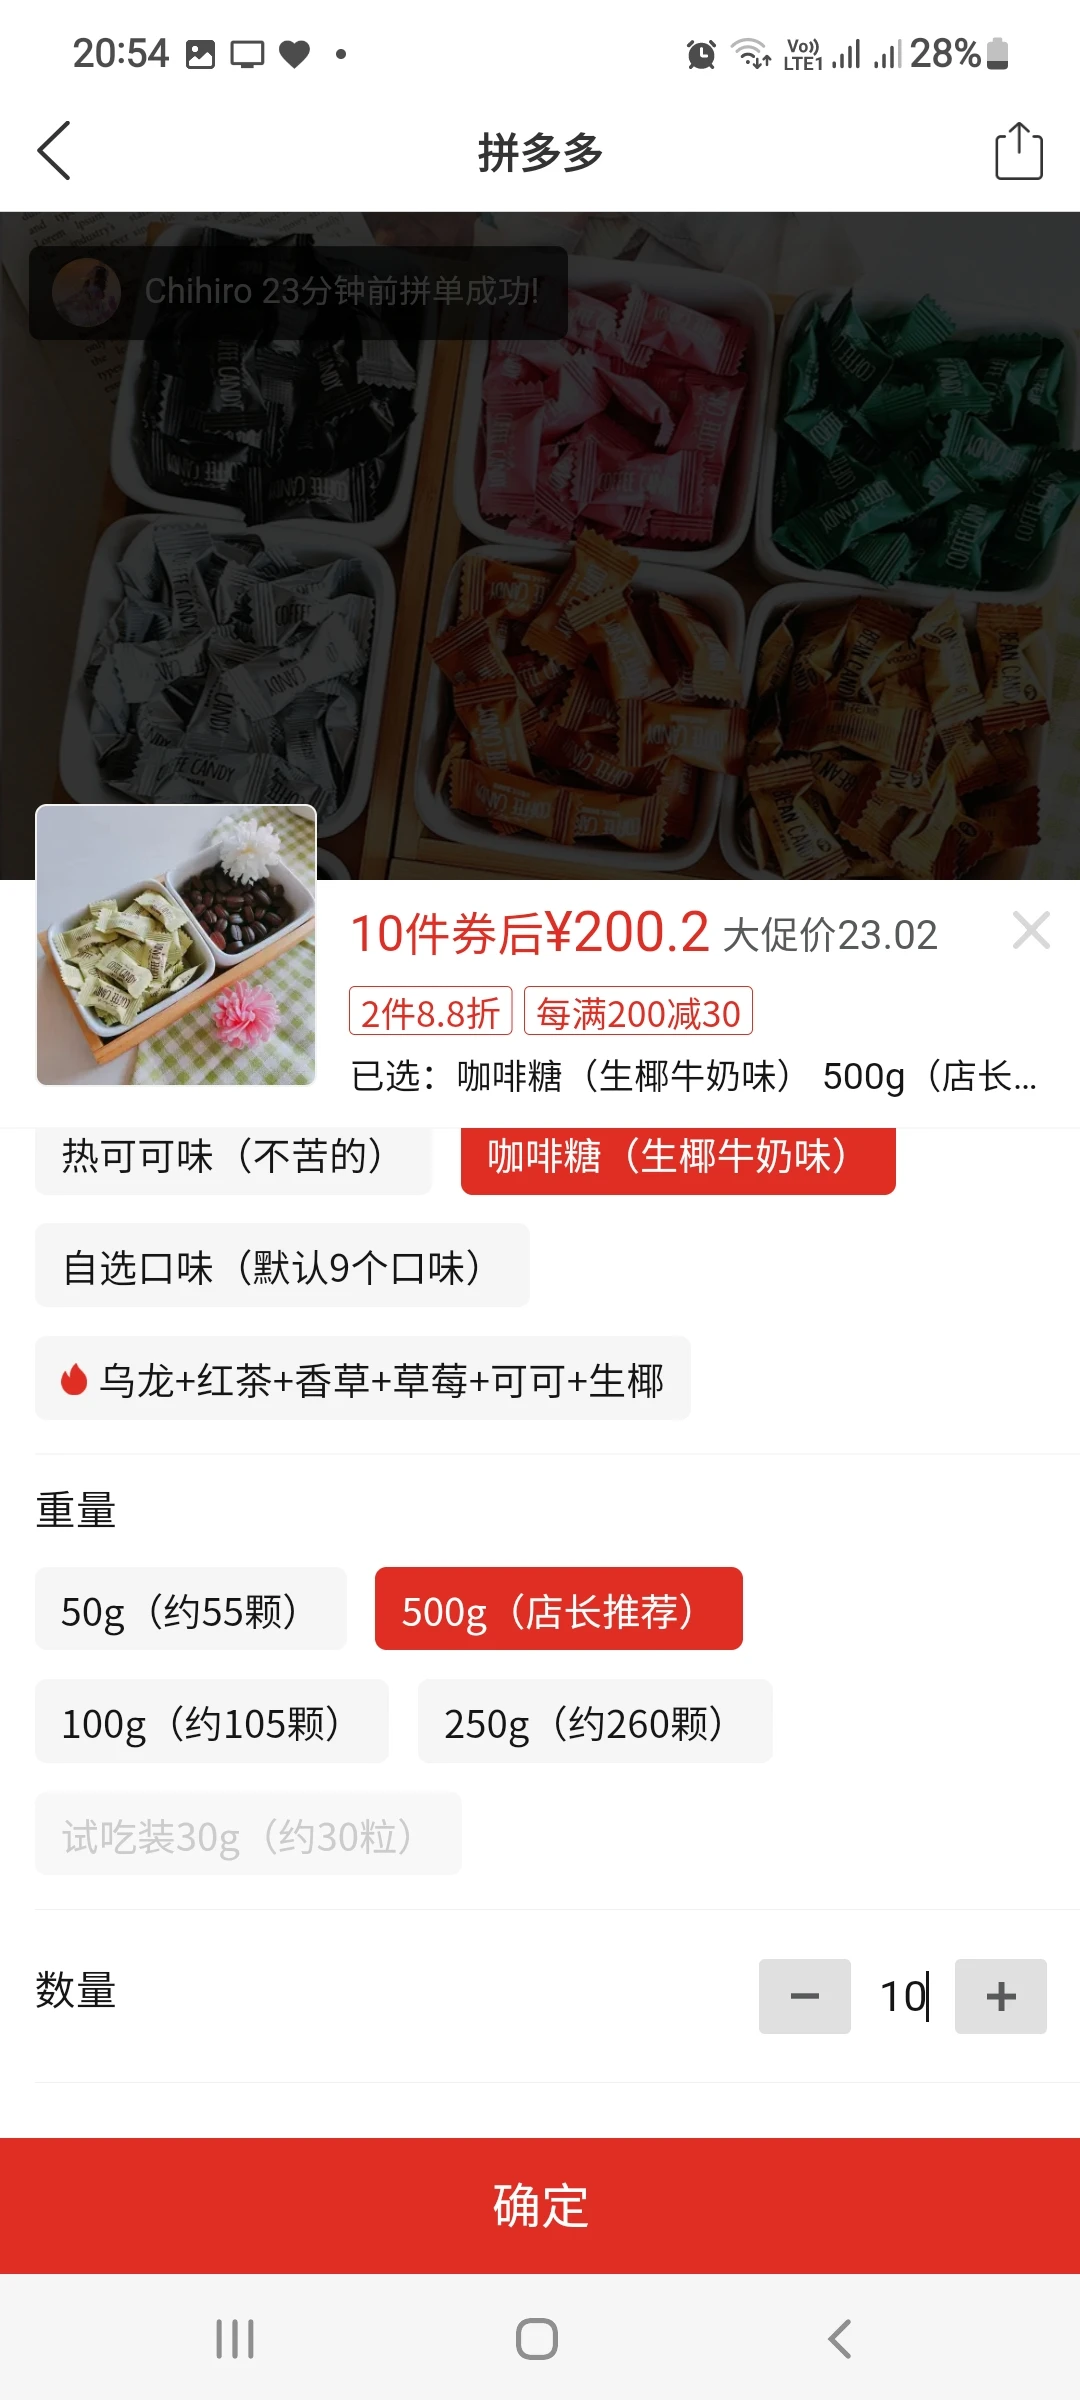 20:54
Vo)) LTE1 28%
拼多多
Chihiro 23分钟前拼单成功!
10件券后¥200.2 大促价23.02
2件8.8折 每满200减30
已选：咖啡糖（生椰牛奶味） 500g（店长...
热可可味（不苦的） 咖啡糖（生椰牛奶味）
自选口味（默认9个口味）
乌龙+红茶+香草+草莓+可可+生椰
重量
50g（约55颗） 500g（店长推荐）
100g（约105颗） 250g（约260颗）
试吃装30g（约30粒）
数量 10
确定